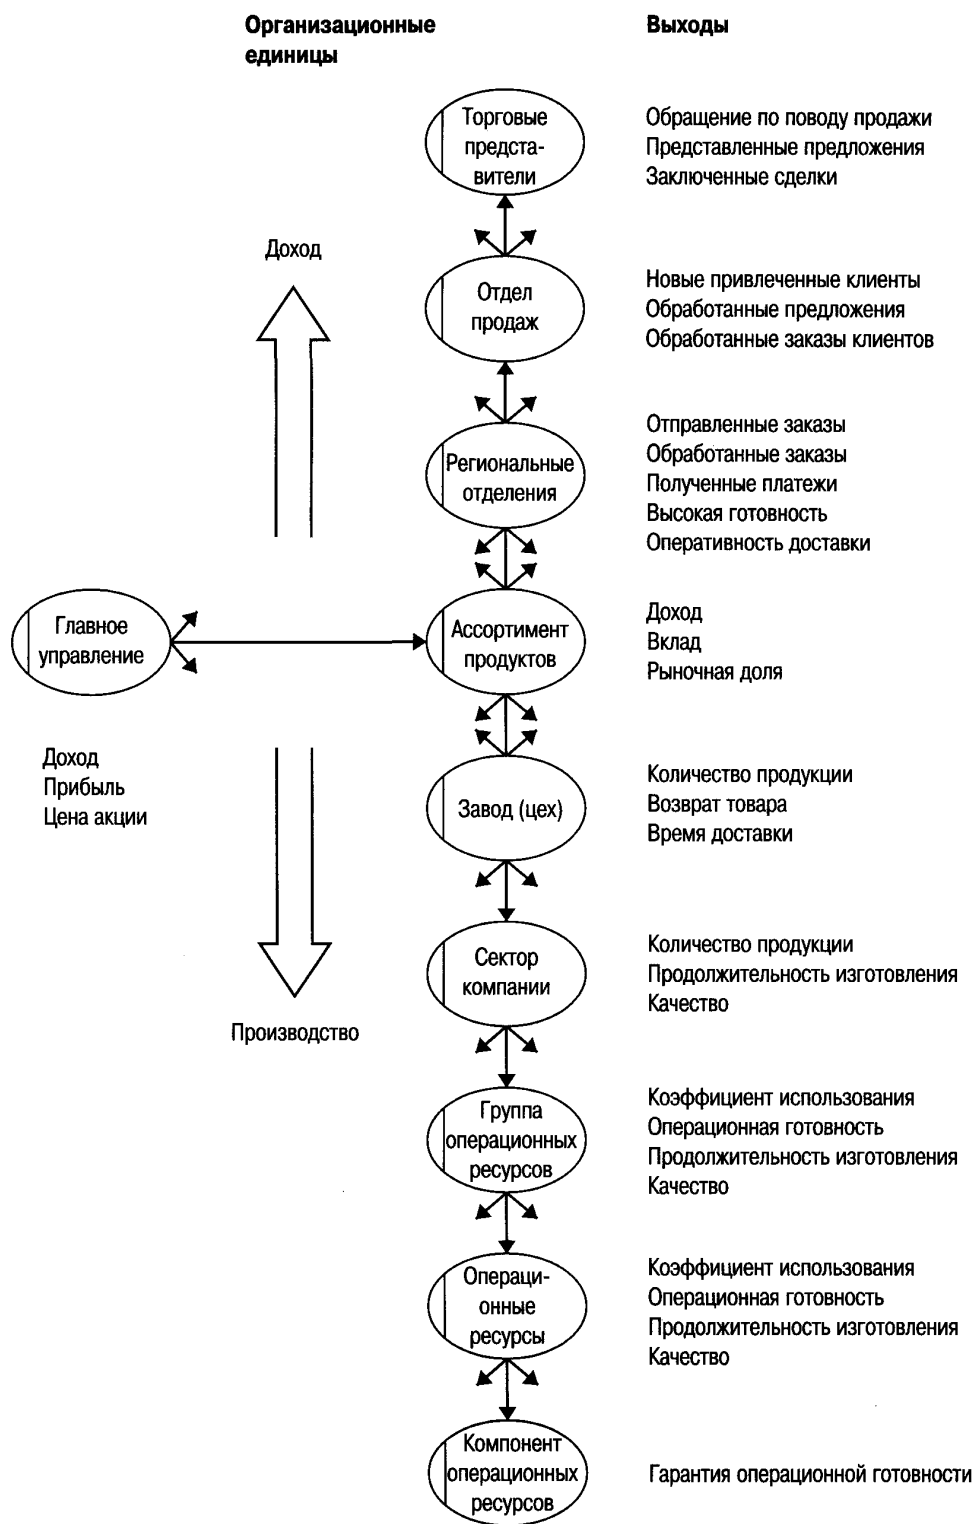 Организационные
единицы
Выходы
Торговые
предста-
вители
Обращение по поводу продажи
Представленные предложения
Заключенные сделки
Доход
Отдел
продаж
Новые привлеченные клиенты
Обработанные предложения
Обработанные заказы клиентов
Региональные
отделения
Отправленные заказы
Обработанные заказы
Полученные платежи
Высокая готовность
Оперативность доставки
Главное
управление
Ассортимент
продуктов
Доход
Вклад
Рыночная доля
Доход
Прибыль
Цена акции
Завод (цех)
Количество продукции
Возврат товара
Время доставки
Сектор
компании
Количество продукции
Продолжительность изготовления
Качество
Производство
Группа
операционных
ресурсов
Коэффициент использования
Операционная готовность
Продолжительность изготовления
Качество
Операци-
онные
ресурсы
Коэффициент использования
Операционная готовность
Продолжительность изготовления
Качество
Компонент
операционных
ресурсов
Гарантия операционной готовности